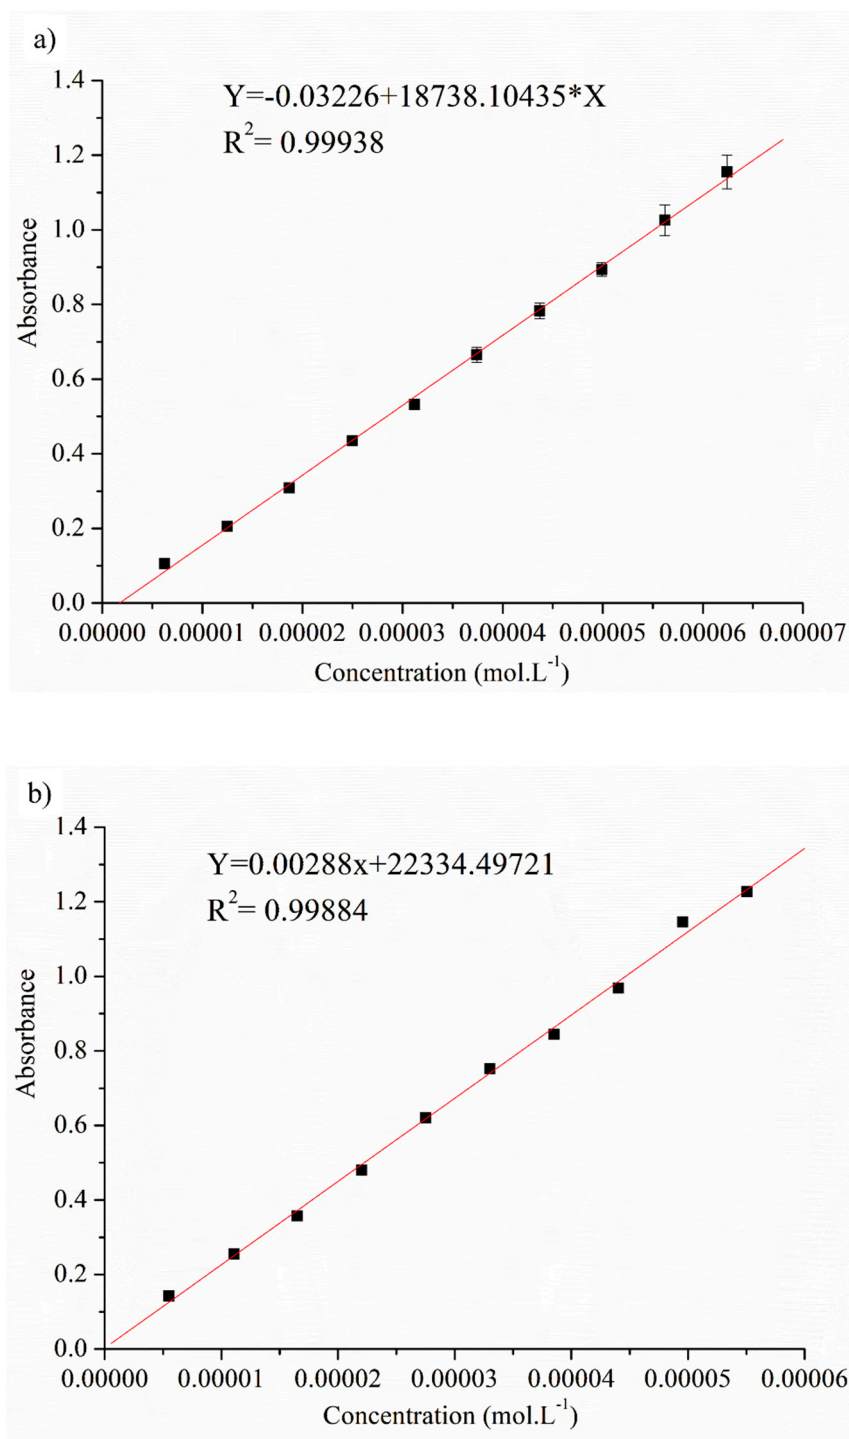 a)
Y=-0.03226+18738.10435*X
R²= 0.99938
1.4
1.2
1.0
0.8
0.6
0.4
0.2
0.0
Absorbance
0.00000 0.00001 0.00002 0.00003 0.00004 0.00005 0.00006 0.00007
Concentration (mol.L⁻¹)
b)
Y=0.00288x+22334.49721
R²= 0.99884
1.4
1.2
1.0
0.8
0.6
0.4
0.2
0.0
Absorbance
0.00000 0.00001 0.00002 0.00003 0.00004 0.00005 0.00006
Concentration (mol.L⁻¹)